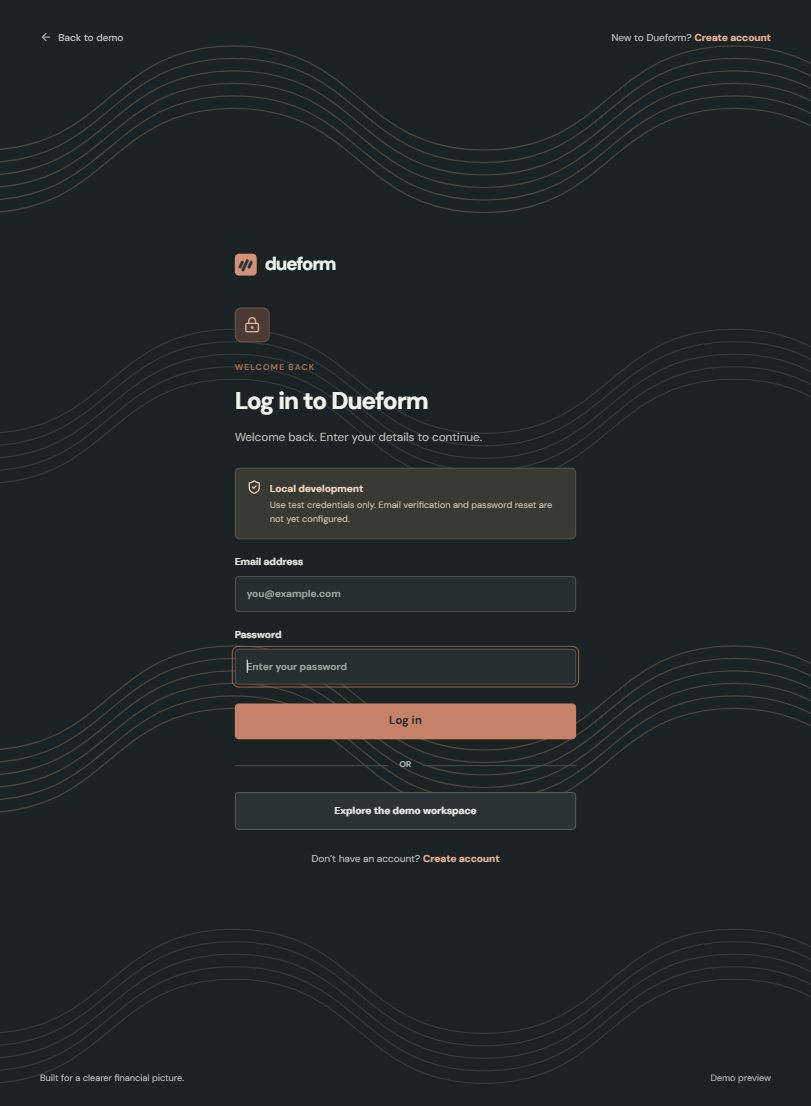 Back to demo
New to Dueform? Create account
dueform
WELCOME BACK
Log in to Dueform
Welcome back. Enter your details to continue.
Local development
Use test credentials only. Email verification and password reset are
not yet configured.
Email address
you@example.com
Password
Enter your password
Log in
OR
Explore the demo workspace
Don't have an account? Create account
Built for a clearer financial picture.
Demo preview